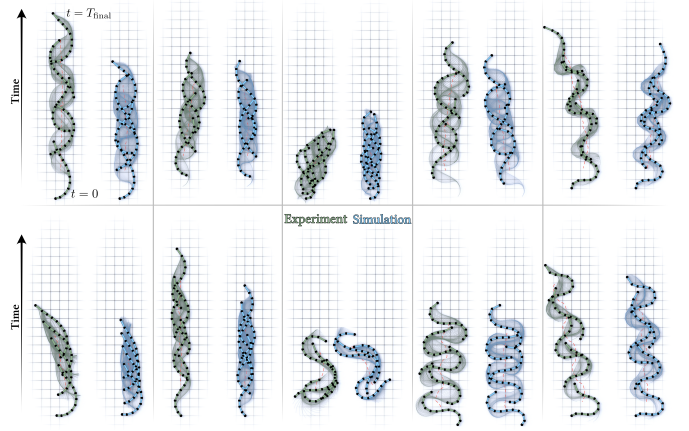 t = T_final
Time
t = 0
Experiment Simulation
Time